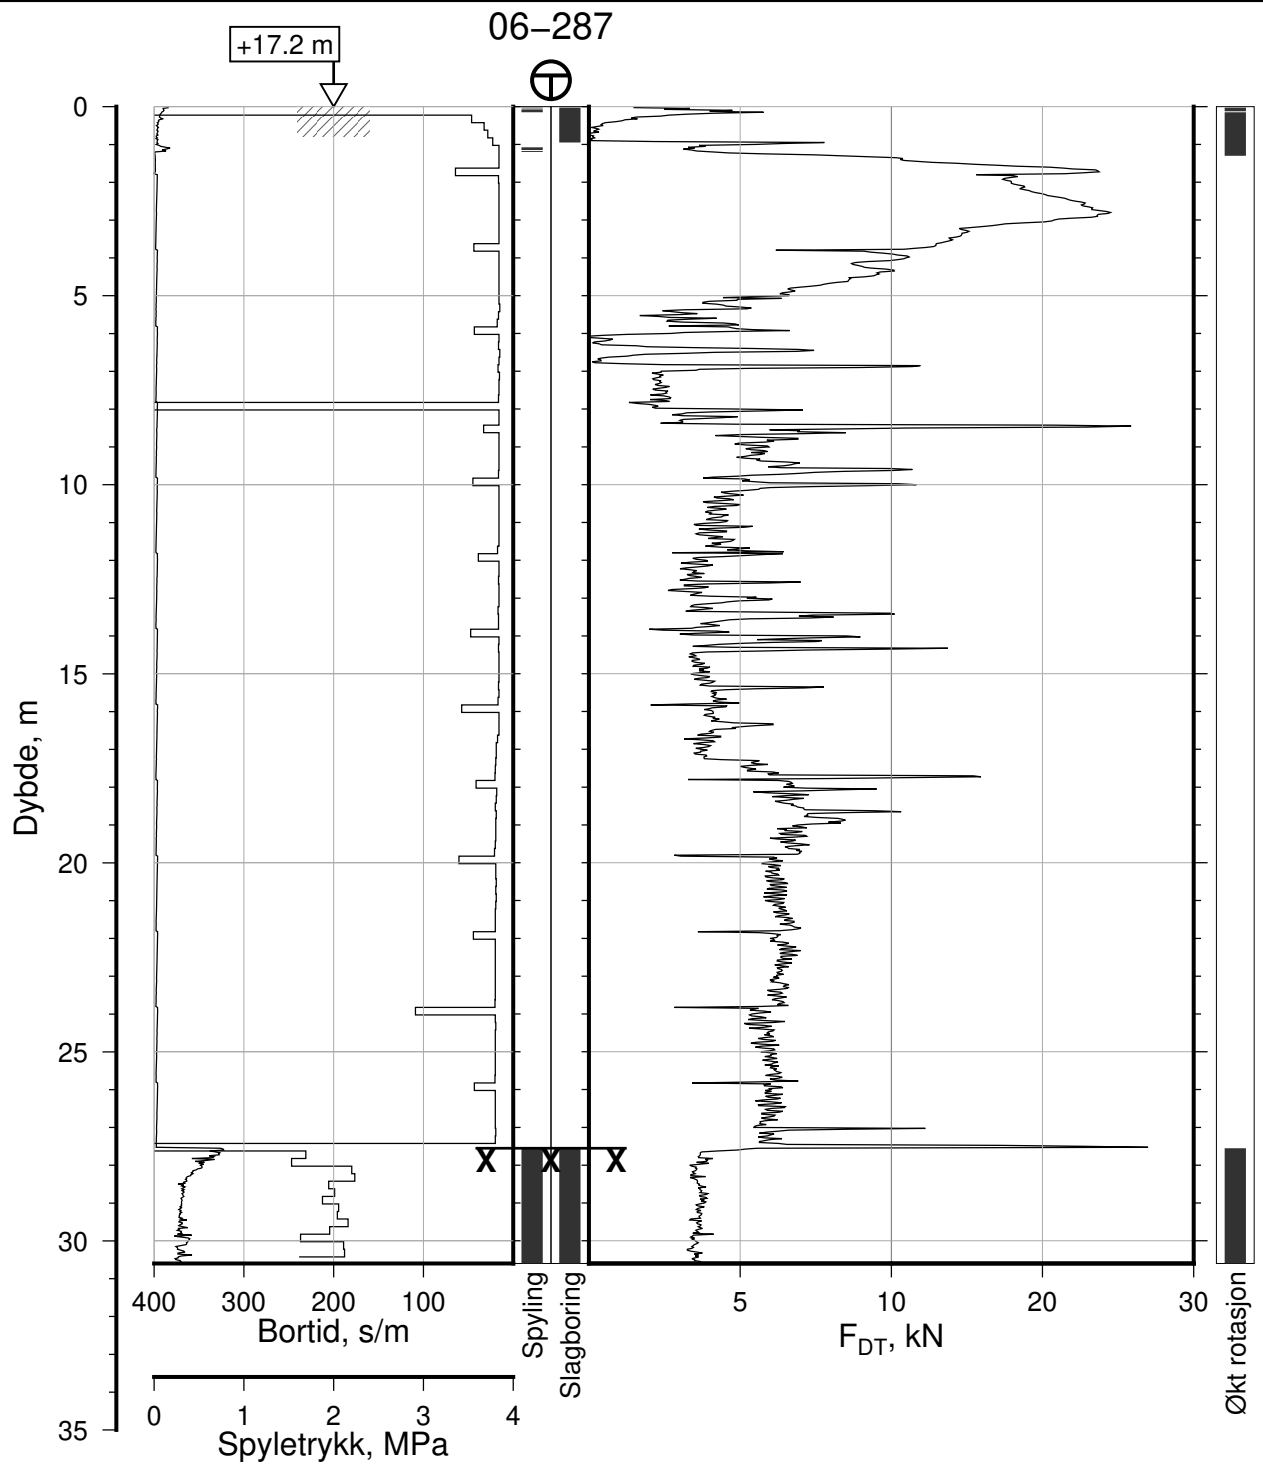 06–287
+17.2 m
0
5
10
15
20
25
30
35
Dybde, m
400 300 200 100
Bortid, s/m
0 1 2 3 4
Spyletrykk, MPa
X X X
Spyling
Slagboring
5 10 20 30
F_DT, kN
Økt rotasjon